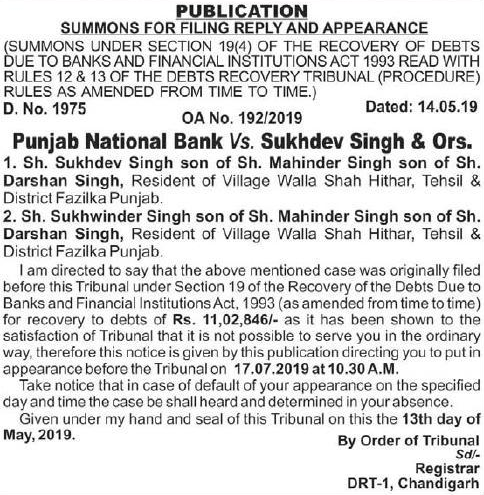 PUBLICATION
SUMMONS FOR FILING REPLY AND APPEARANCE
(SUMMONS UNDER SECTION 19(4) OF THE RECOVERY OF DEBTS
DUE TO BANKS AND FINANCIAL INSTITUTIONS ACT 1993 READ WITH
RULES 12 & 13 OF THE DEBTS RECOVERY TRIBUNAL (PROCEDURE)
RULES AS AMENDED FROM TIME TO TIME.)
D. No. 1975 Dated: 14.05.19
OA No. 192/2019
Punjab National Bank Vs. Sukhdev Singh & Ors.
1. Sh. Sukhdev Singh son of Sh. Mahinder Singh son of Sh.
Darshan Singh, Resident of Village Walla Shah Hithar, Tehsil &
District Fazilka Punjab.
2. Sh. Sukhwinder Singh son of Sh. Mahinder Singh son of Sh.
Darshan Singh, Resident of Village Walla Shah Hithar, Tehsil &
District Fazilka Punjab.
I am directed to say that the above mentioned case was originally filed
before this Tribunal under Section 19 of the Recovery of the Debts Due to
Banks and Financial Institutions Act, 1993 (as amended from time to time)
for recovery to debts of Rs. 11,02,846/- as it has been shown to the
satisfaction of Tribunal that it is not possible to serve you in the ordinary
way, therefore this notice is given by this publication directing you to put in
appearance before the Tribunal on 17.07.2019 at 10.30 A.M.
Take notice that in case of default of your appearance on the specified
day and time the case be shall heard and determined in your absence.
Given under my hand and seal of this Tribunal on this the 13th day of
May, 2019.
By Order of Tribunal
Sd/-
Registrar
DRT-1, Chandigarh